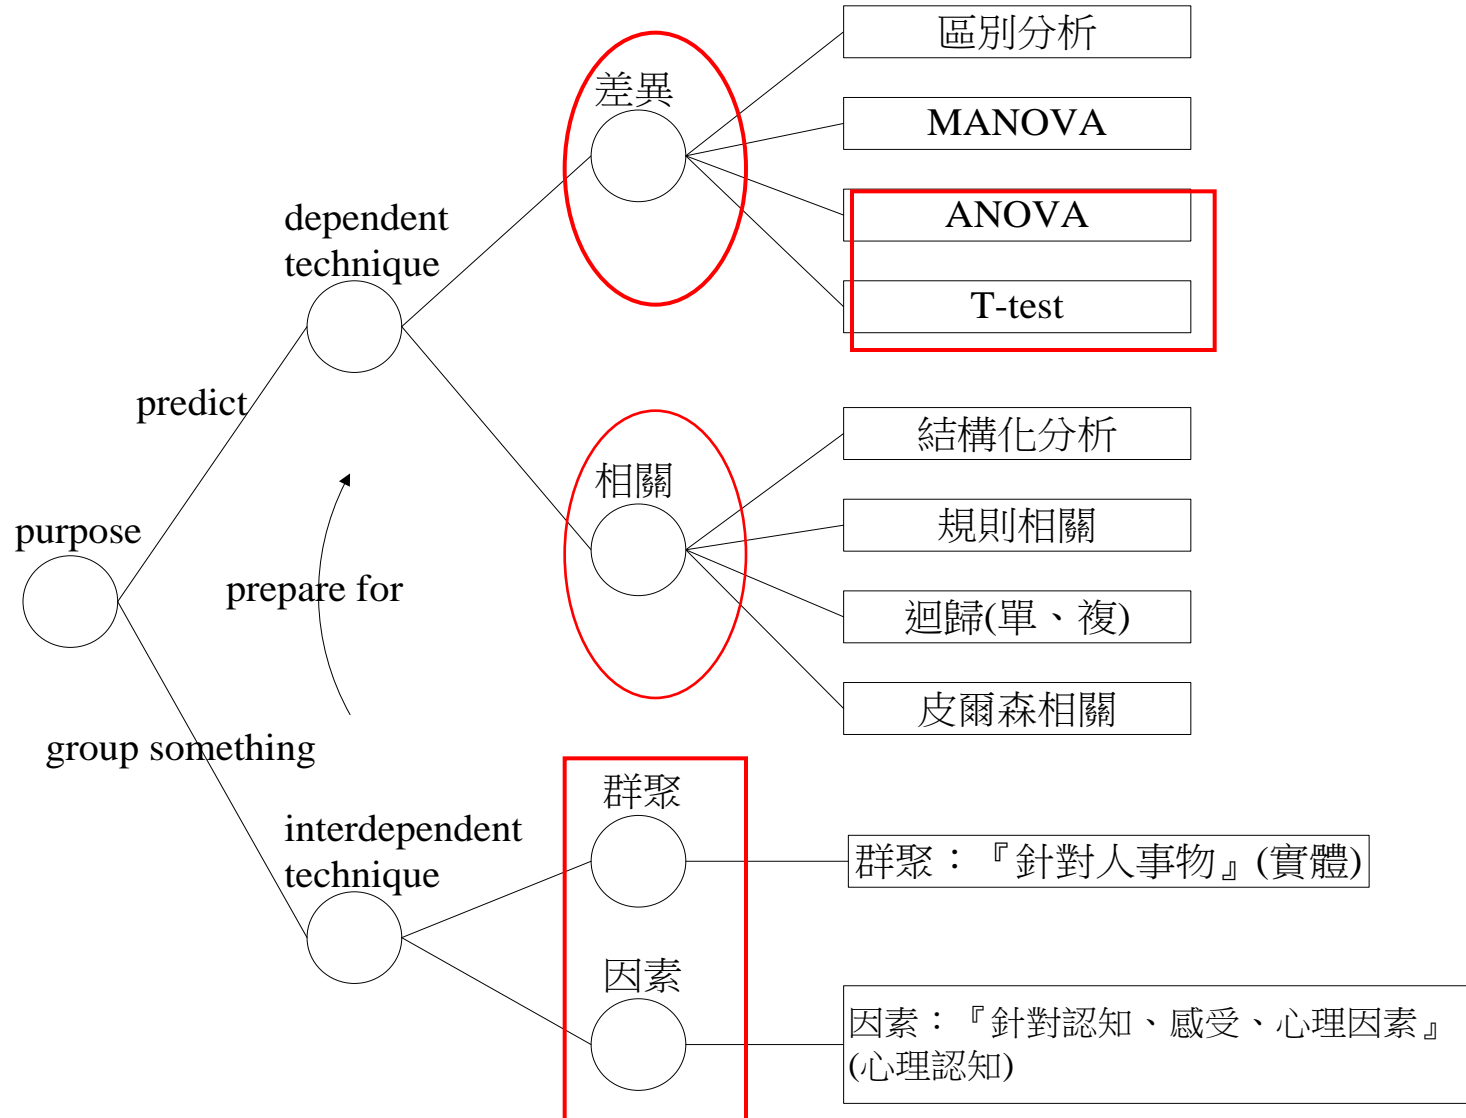 區別分析
差異
MANOVA
ANOVA
dependent
technique
T-test
predict
結構化分析
相關
規則相關
purpose
prepare for
迴歸(單、複)
皮爾森相關
group something
群聚
interdependent
technique
群聚：『針對人事物』(實體)
因素
因素：『針對認知、感受、心理因素』
(心理認知)